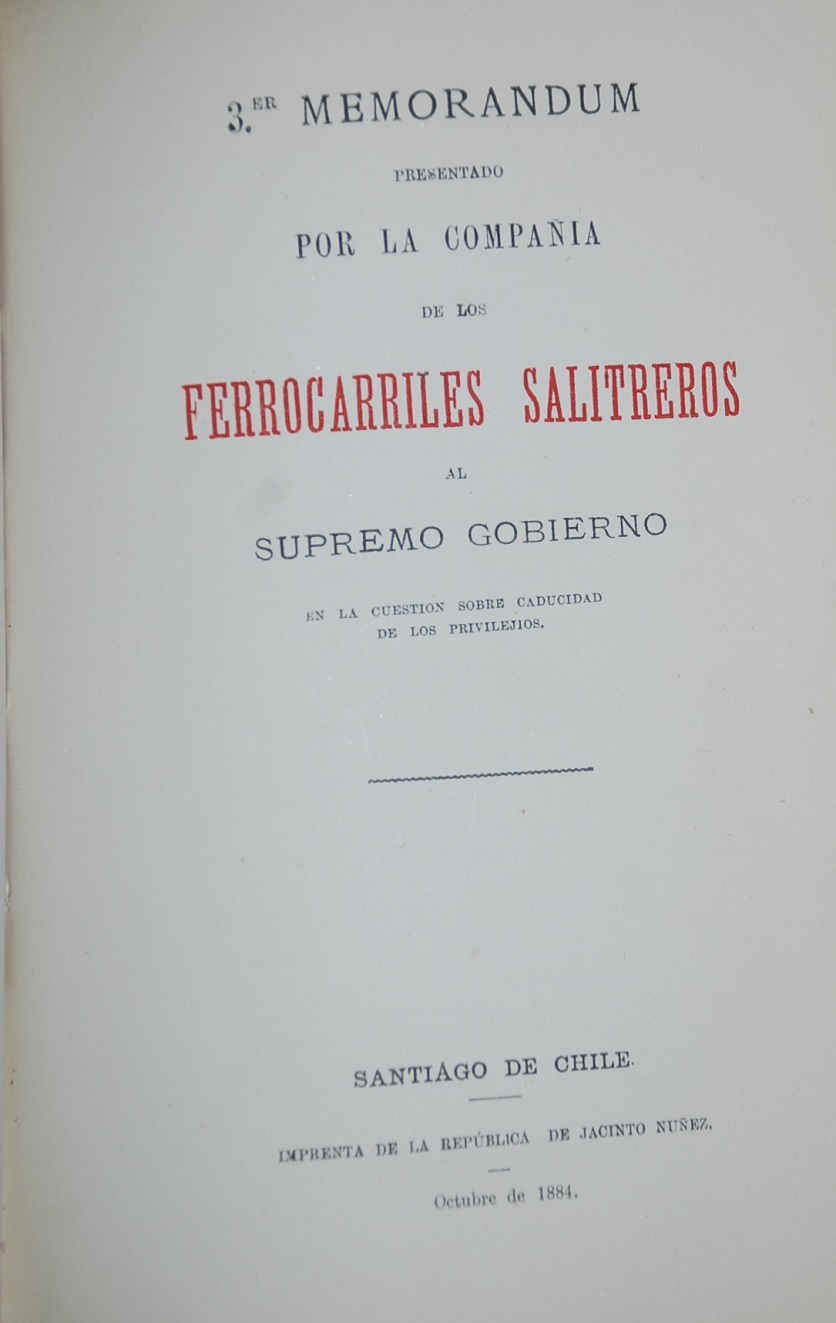 3.ER MEMORANDUM
PRESENTADO
POR LA COMPAÑIA
DE LOS
FERROCARRILES SALITREROS
AL
SUPREMO GOBIERNO
EN LA CUESTION SOBRE CADUCIDAD
DE LOS PRIVILEJIOS.
SANTIAGO DE CHILE.
IMPRENTA DE LA REPÚBLICA DE JACINTO NUÑEZ.
Octubre de 1884.